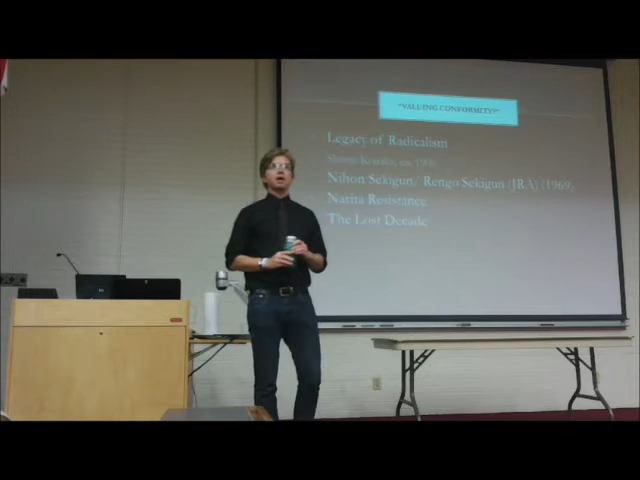 "VALUING CONFORMITY?"
Legacy of Radicalism
Nihon Sekigun/ Rengo Sekigun (JRA) (1969)
Narita Resistance
The Lost Decade